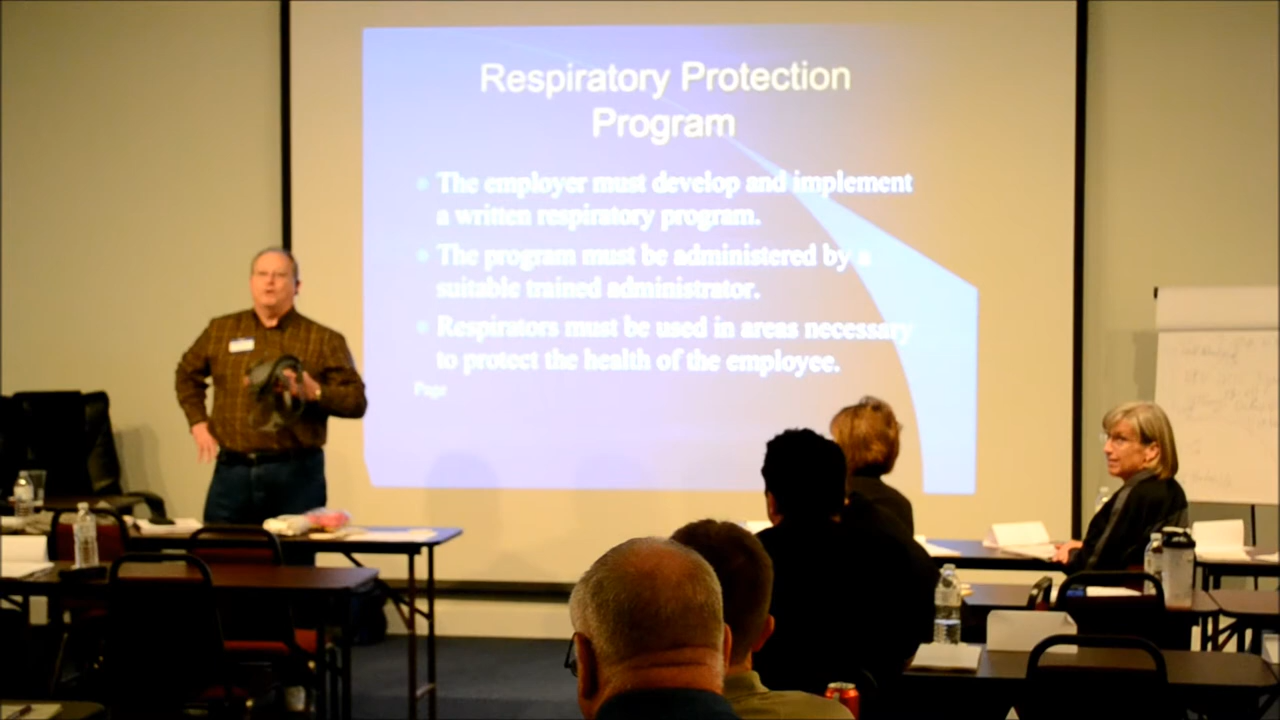 Respiratory Protection
Program
The employer must develop and implement
a written respiratory program.
The program must be administered by a
suitable trained administrator.
Respirators must be used in areas necessary
to protect the health of the employee.
Page